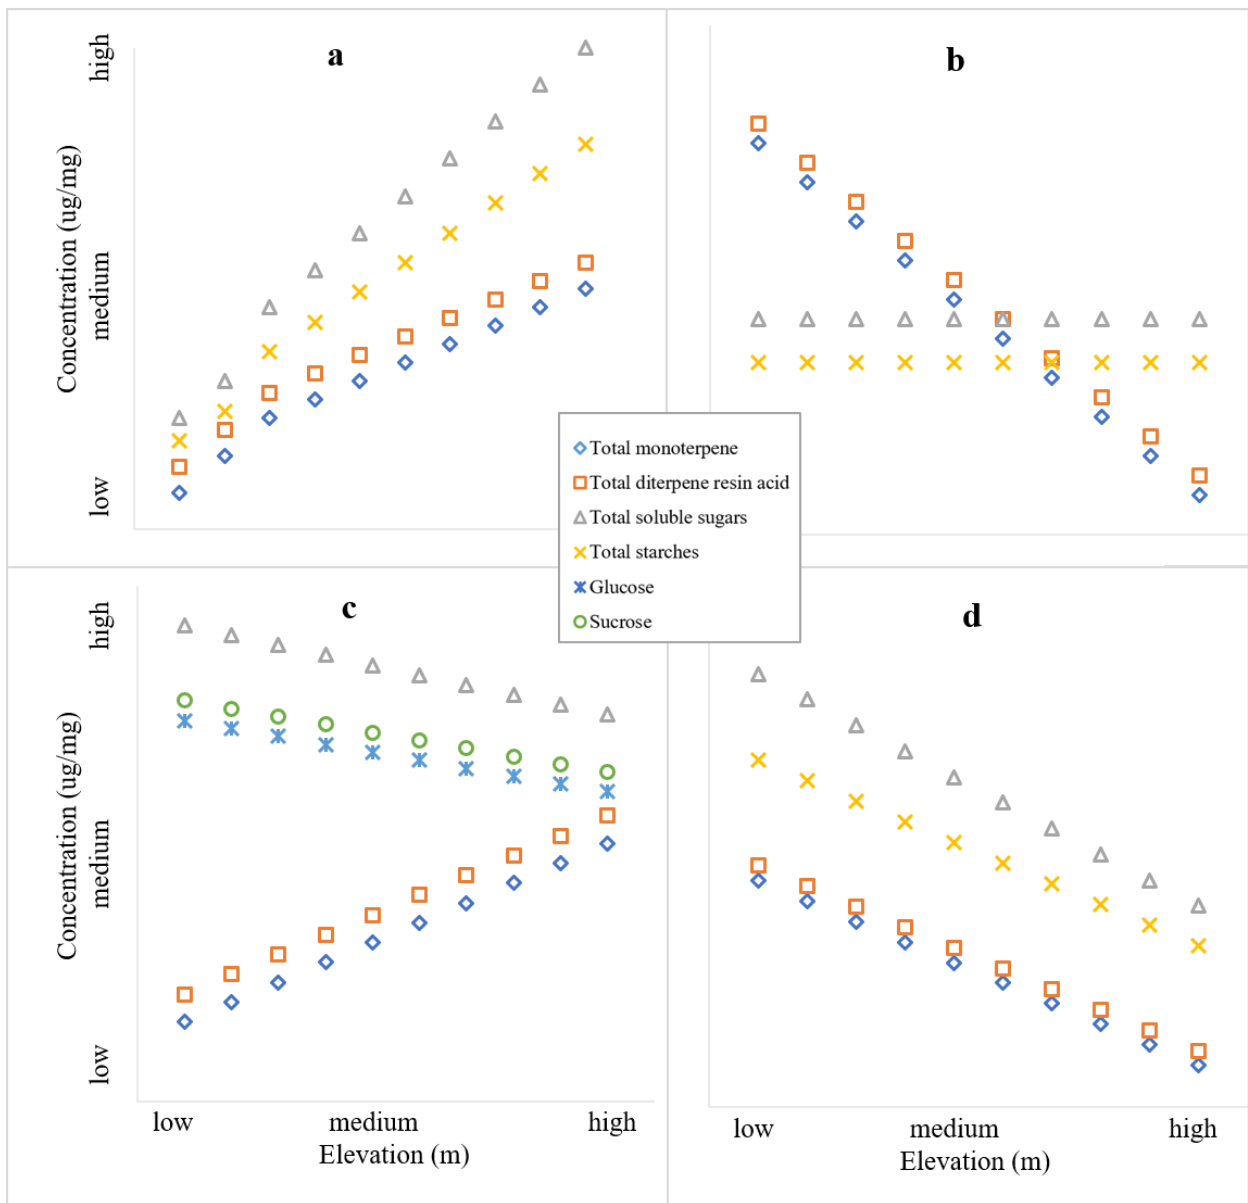 a
high
medium
low
Concentration (ug/mg)
b
Total monoterpene
Total diterpene resin acid
Total soluble sugars
Total starches
Glucose
Sucrose
c
high
medium
low
Concentration (ug/mg)
low medium high
Elevation (m)
d
low medium high
Elevation (m)